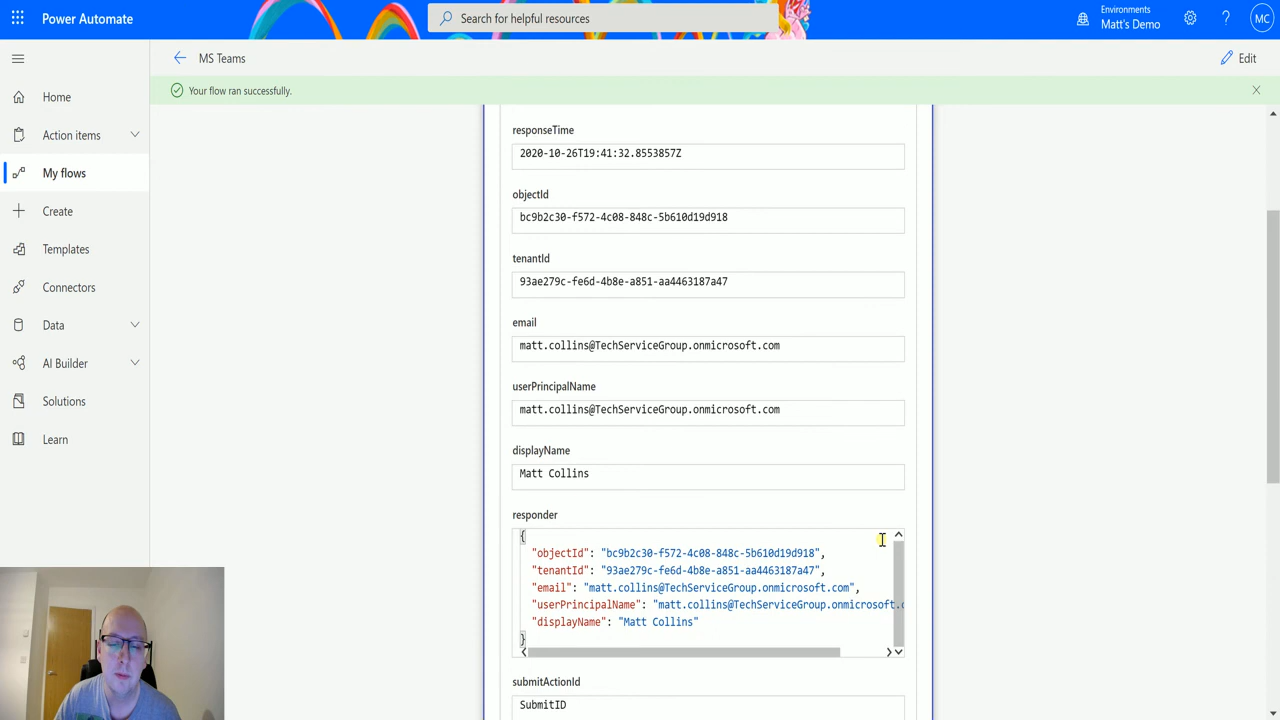 Power Automate
Search for helpful resources
Environments
Matt's Demo
?
MC
MS Teams
Edit
Your flow ran successfully.
Home
Action items
My flows
Create
Templates
Connectors
Data
AI Builder
Solutions
Learn
responseTime
2020-10-26T19:41:32.8553857Z
objectId
bc9b2c30-f572-4c08-848c-5b610d19d918
tenantId
93ae279c-fe6d-4b8e-a851-aa4463187a47
email
matt.collins@TechServiceGroup.onmicrosoft.com
userPrincipalName
matt.collins@TechServiceGroup.onmicrosoft.com
displayName
Matt Collins
responder
{
"objectId": "bc9b2c30-f572-4c08-848c-5b610d19d918",
"tenantId": "93ae279c-fe6d-4b8e-a851-aa4463187a47",
"email": "matt.collins@TechServiceGroup.onmicrosoft.com",
"userPrincipalName": "matt.collins@TechServiceGroup.onmicrosoft.c
"displayName": "Matt Collins"
}
submitActionId
SubmitID